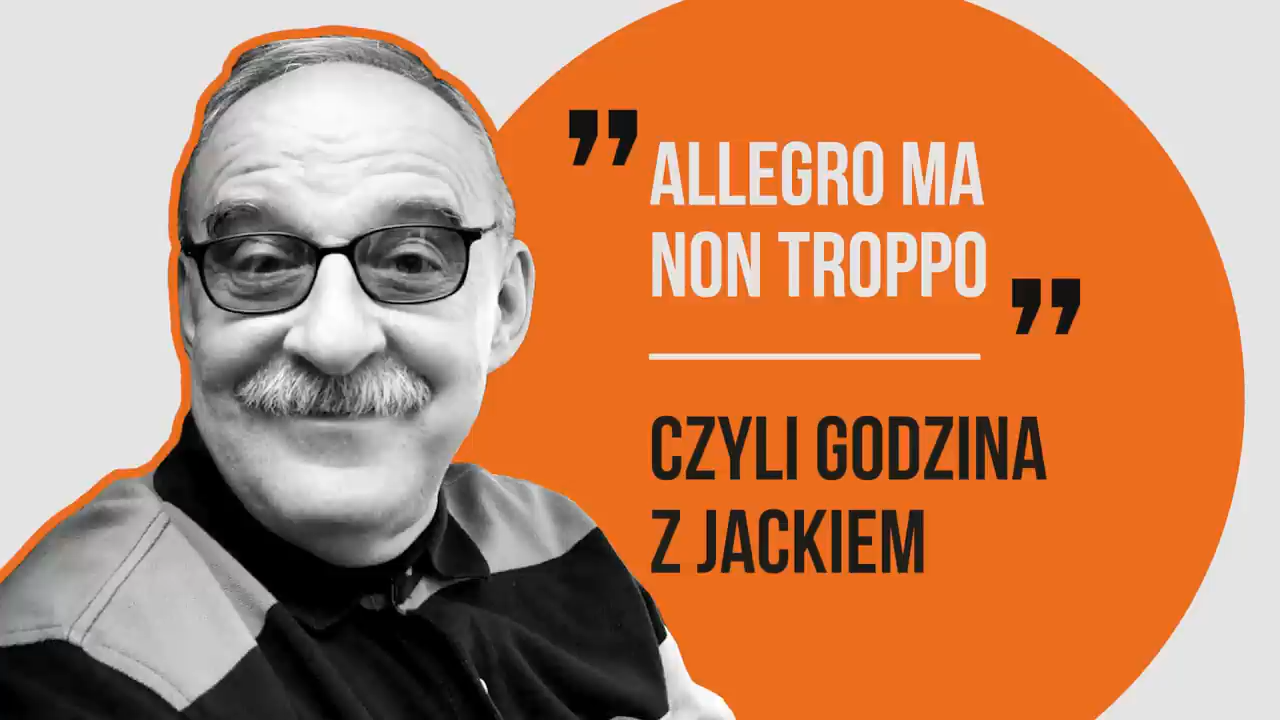 ”ALLEGRO MA
NON TROPPO”
CZYLI GODZINA
Z JACKIEM